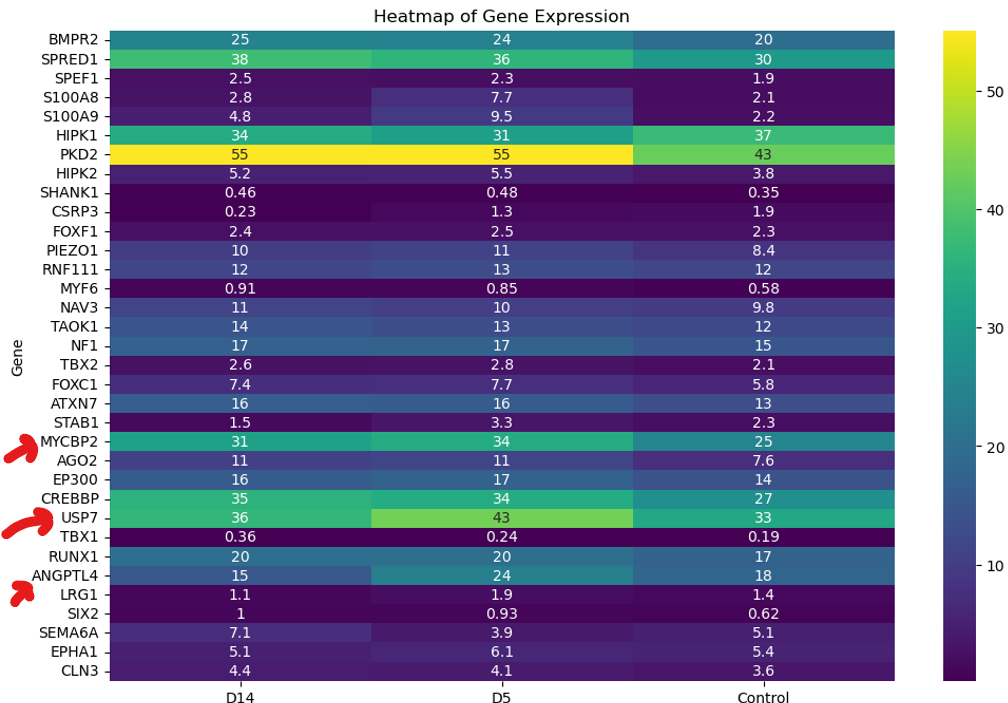 Heatmap of Gene Expression
BMPR2 25 24 20
SPRED1 38 36 30
SPEF1 2.5 2.3 1.9
S100A8 2.8 7.7 2.1
S100A9 4.8 9.5 2.2
HIPK1 34 31 37
PKD2 55 55 43
HIPK2 5.2 5.5 3.8
SHANK1 0.46 0.48 0.35
CSRP3 0.23 1.3 1.9
FOXF1 2.4 2.5 2.3
PIEZO1 10 11 8.4
RNF111 12 13 12
MYF6 0.91 0.85 0.58
NAV3 11 10 9.8
TAOK1 14 13 12
NF1 17 17 15
TBX2 2.6 2.8 2.1
FOXC1 7.4 7.7 5.8
ATXN7 16 16 13
STAB1 1.5 3.3 2.3
MYCBP2 31 34 25
AGO2 11 11 7.6
EP300 16 17 14
CREBBP 35 34 27
USP7 36 43 33
TBX1 0.36 0.24 0.19
RUNX1 20 20 17
ANGPTL4 15 24 18
LRG1 1.1 1.9 1.4
SIX2 1 0.93 0.62
SEMA6A 7.1 3.9 5.1
EPHA1 5.1 6.1 5.4
CLN3 4.4 4.1 3.6
D14 D5 Control
Gene
50
40
30
20
10